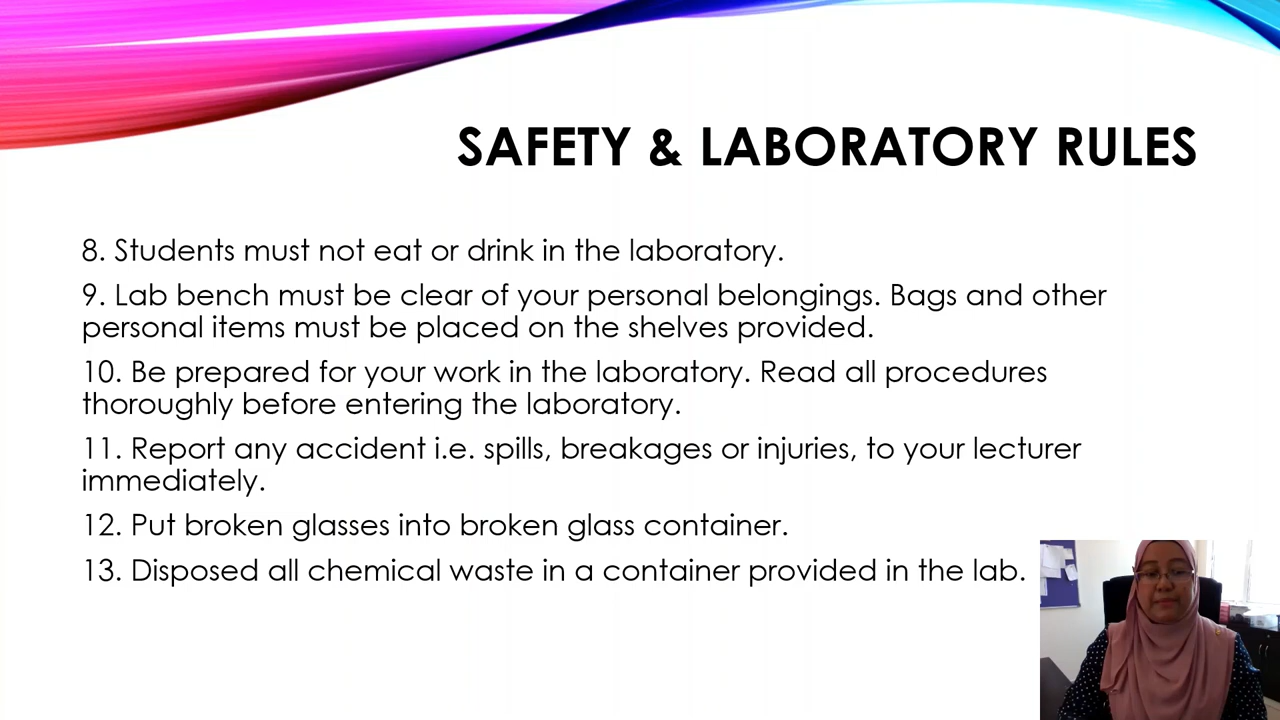 SAFETY & LABORATORY RULES
8. Students must not eat or drink in the laboratory.
9. Lab bench must be clear of your personal belongings. Bags and other
personal items must be placed on the shelves provided.
10. Be prepared for your work in the laboratory. Read all procedures
thoroughly before entering the laboratory.
11. Report any accident i.e. spills, breakages or injuries, to your lecturer
immediately.
12. Put broken glasses into broken glass container.
13. Disposed all chemical waste in a container provided in the lab.